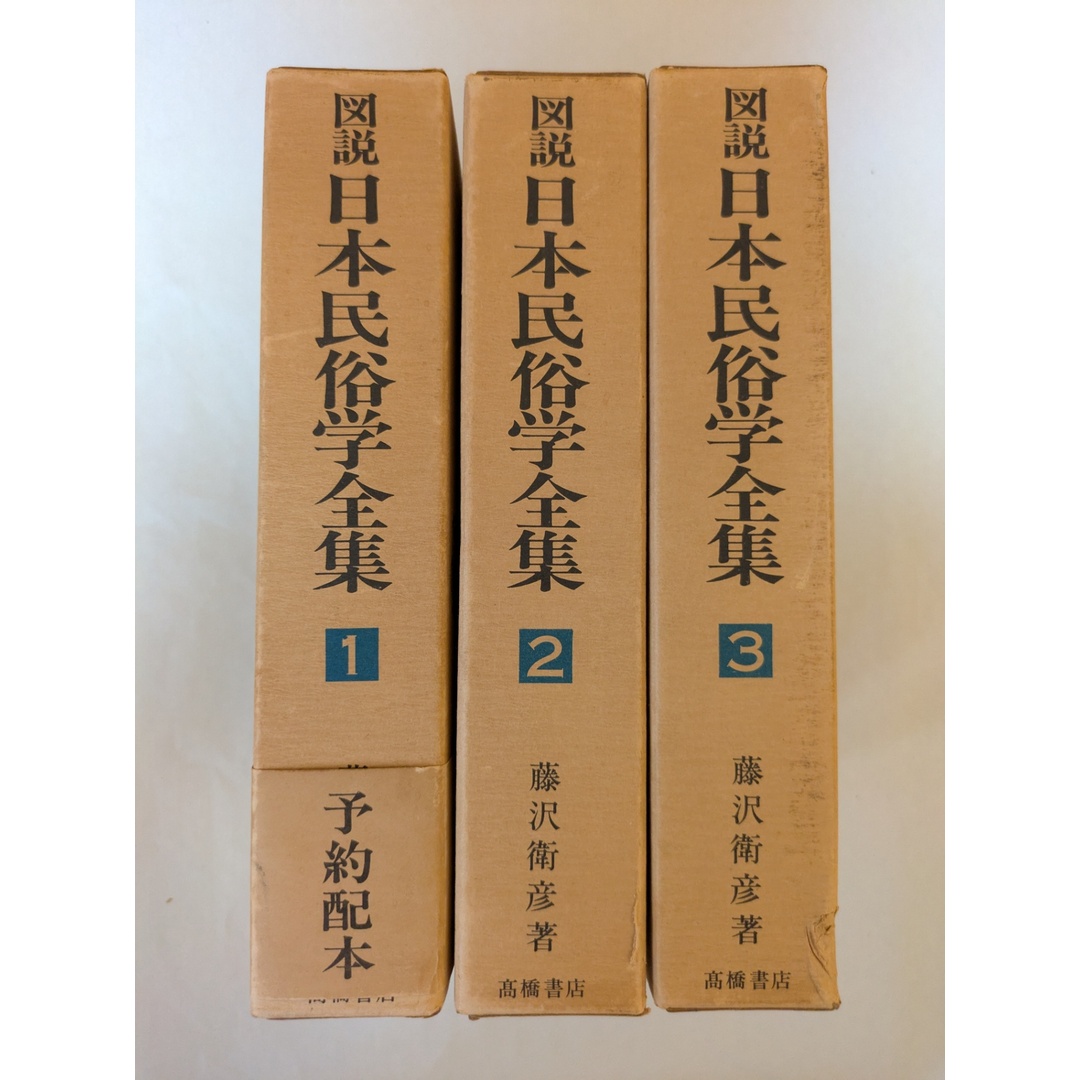 図説
日本民俗学全集
1
予約配本
図説
日本民俗学全集
2
藤沢衛彦著
髙橋書店
図説
日本民俗学全集
3
藤沢衛彦著
髙橋書店